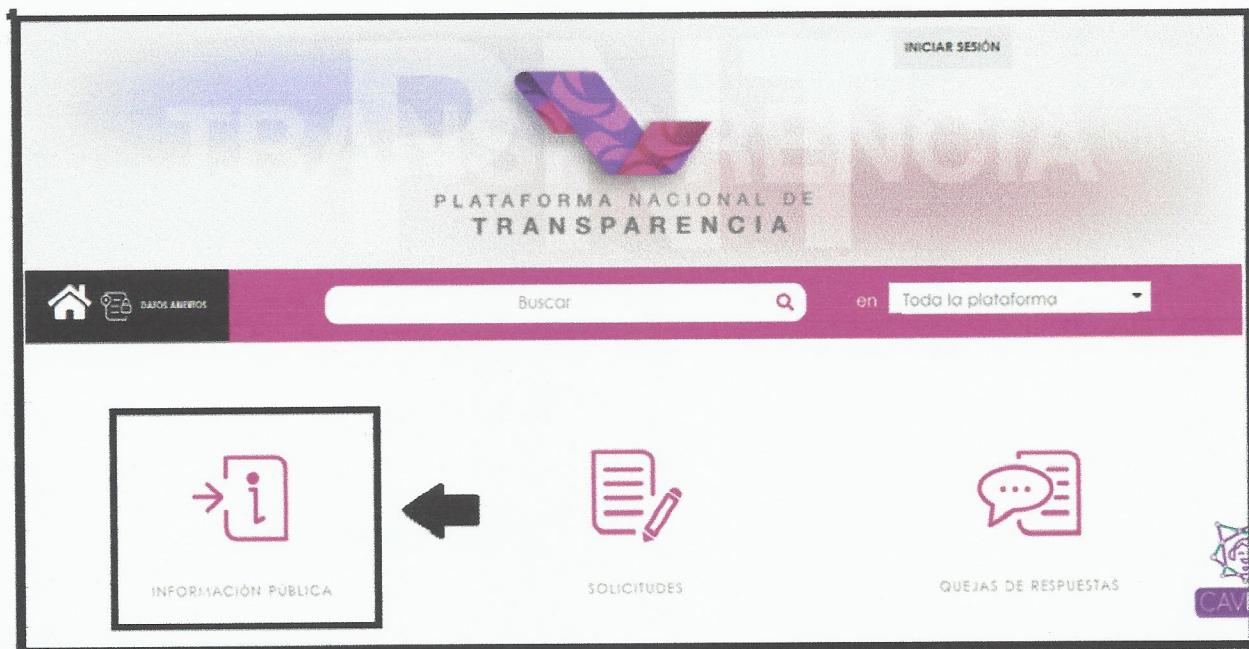 INICIAR SESIÓN
PLATAFORMA NACIONAL DE
TRANSPARENCIA
DATOS ABIERTOS
Buscar
en
Toda la plataforma
INFORMACIÓN PÚBLICA
SOLICITUDES
QUEJAS DE RESPUESTAS